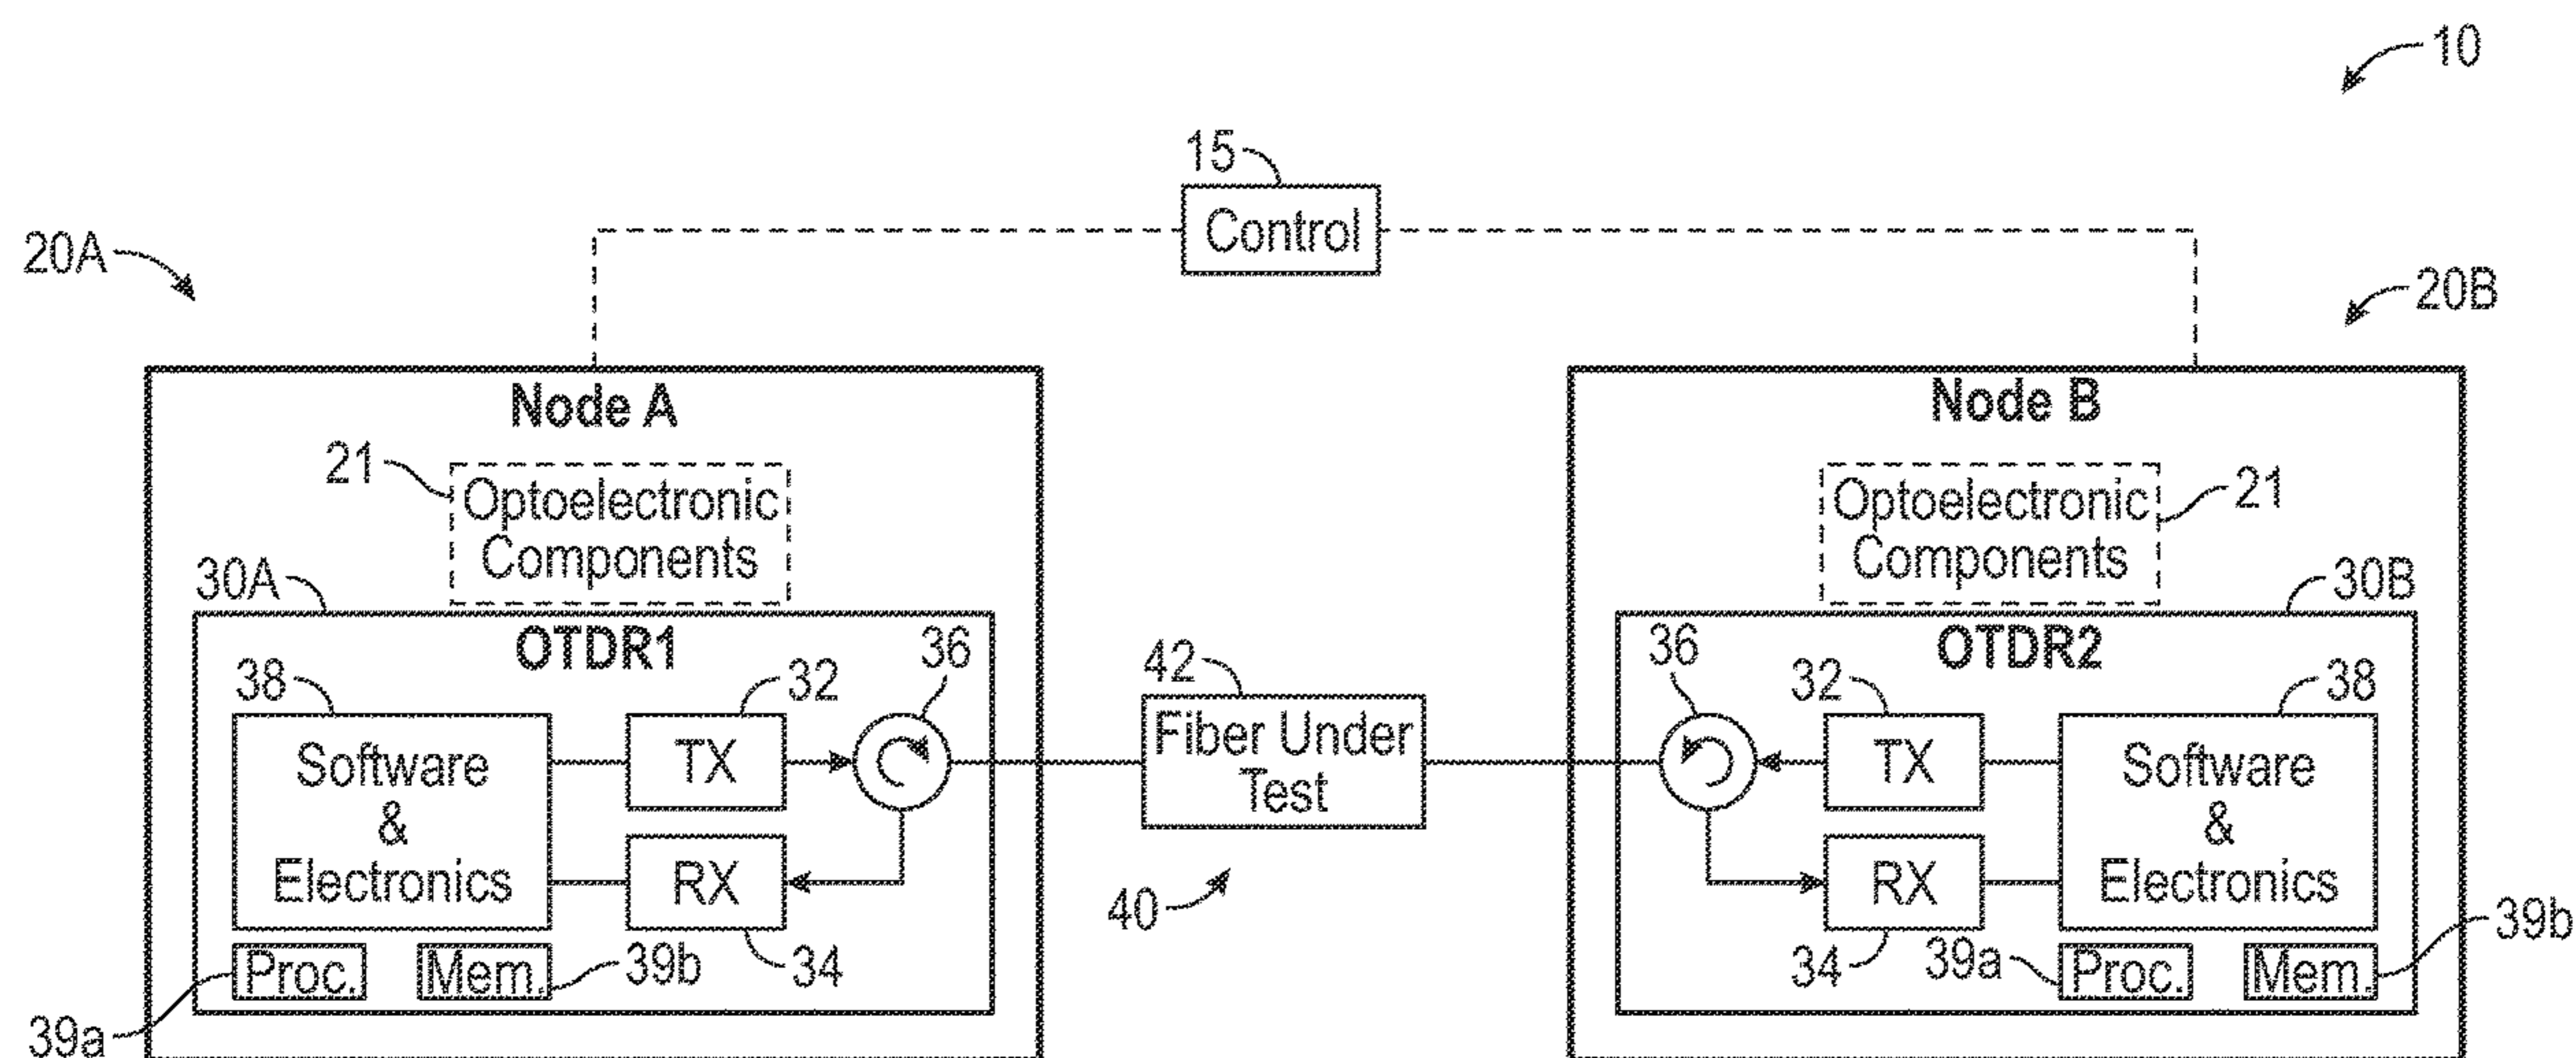 10
15
Control
20A
20B
Node A
Node B
21
Optoelectronic
Components
Optoelectronic
Components
21
30A
30B
OTDR1
36
38
32
TX
Software
&
Electronics
RX
34
Proc.
Mem.
39b
39a
42
Fiber Under
Test
40
OTDR2
36
32
38
TX
Software
&
Electronics
RX
34
39a
Proc.
Mem.
39b